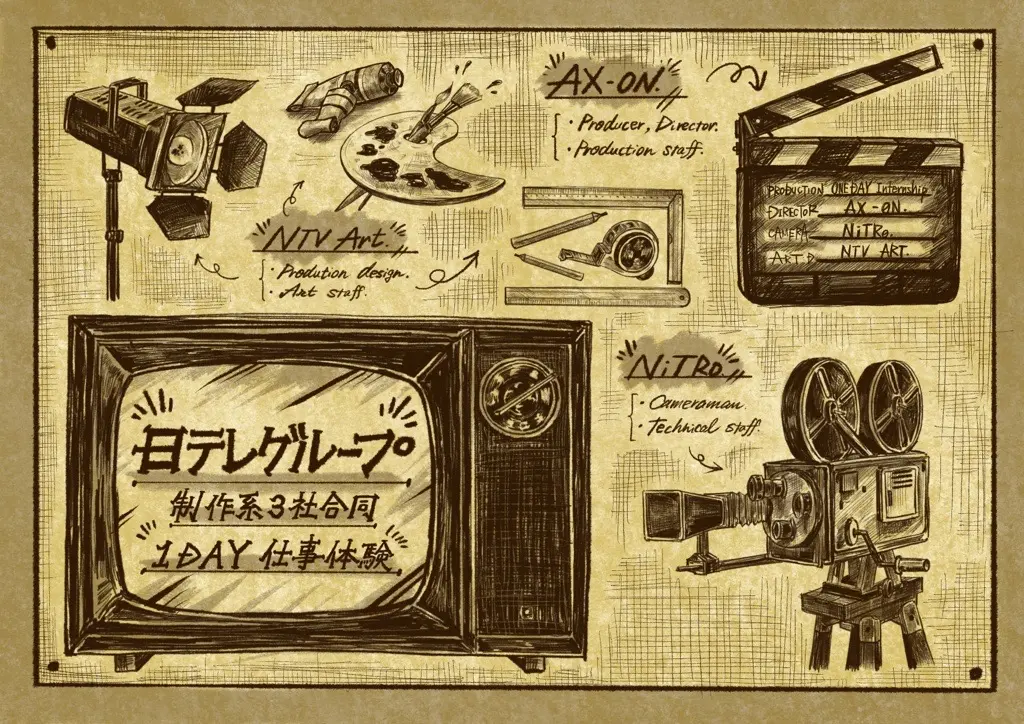 AX-ON.
・Producer, Director.
・Production staff.
PRODUCTION ONEDAY Internship
DIRECTOR AX-ON.
CAMERA NiTRo.
ART.D NTV ART.
NTV Art.
・Prodution design.
・Art staff.
NiTRo.
・Cameraman.
・Technical staff.
日テレグループ
制作系3社合同
1DAY 仕事体験